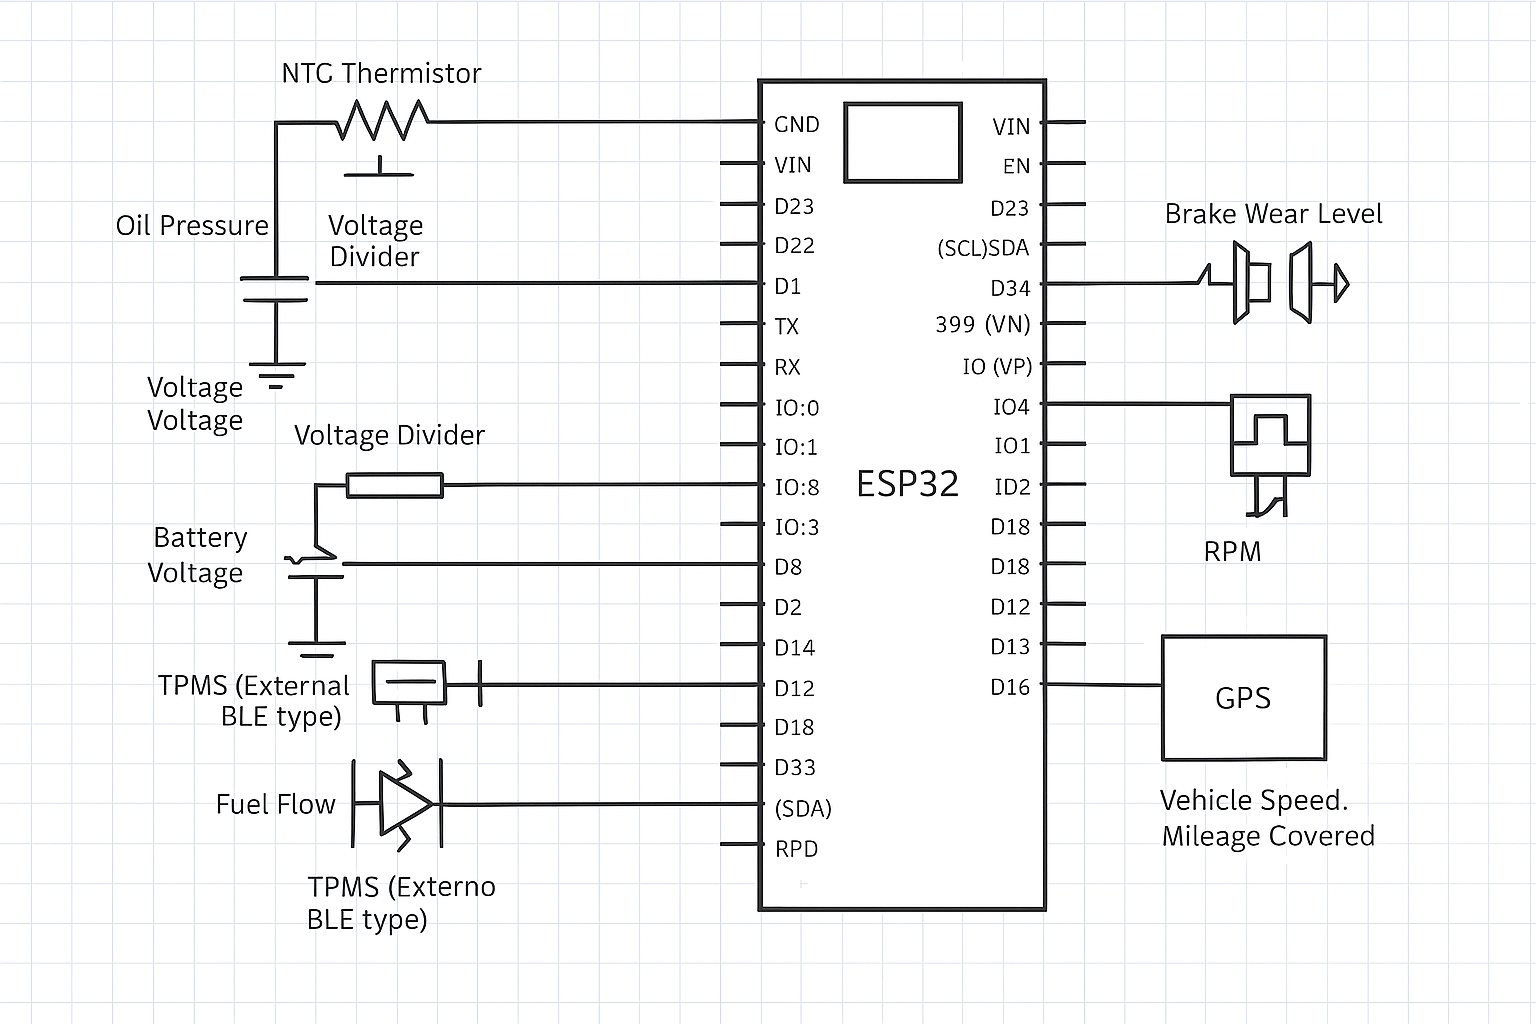 NTC Thermistor
Oil Pressure
Voltage
Divider
Voltage
Voltage
Voltage Divider
Battery
Voltage
TPMS (External
BLE type)
Fuel Flow
TPMS (Externo
BLE type)
GND
VIN
D23
D22
D1
TX
RX
IO:0
IO:1
IO:8
IO:3
D8
D2
D14
D12
D18
D33
(SDA)
RPD
ESP32
VIN
EN
D23
(SCL)SDA
D34
399 (VN)
IO (VP)
IO4
IO1
ID2
D18
D18
D12
D13
D16
Brake Wear Level
RPM
GPS
Vehicle Speed.
Mileage Covered